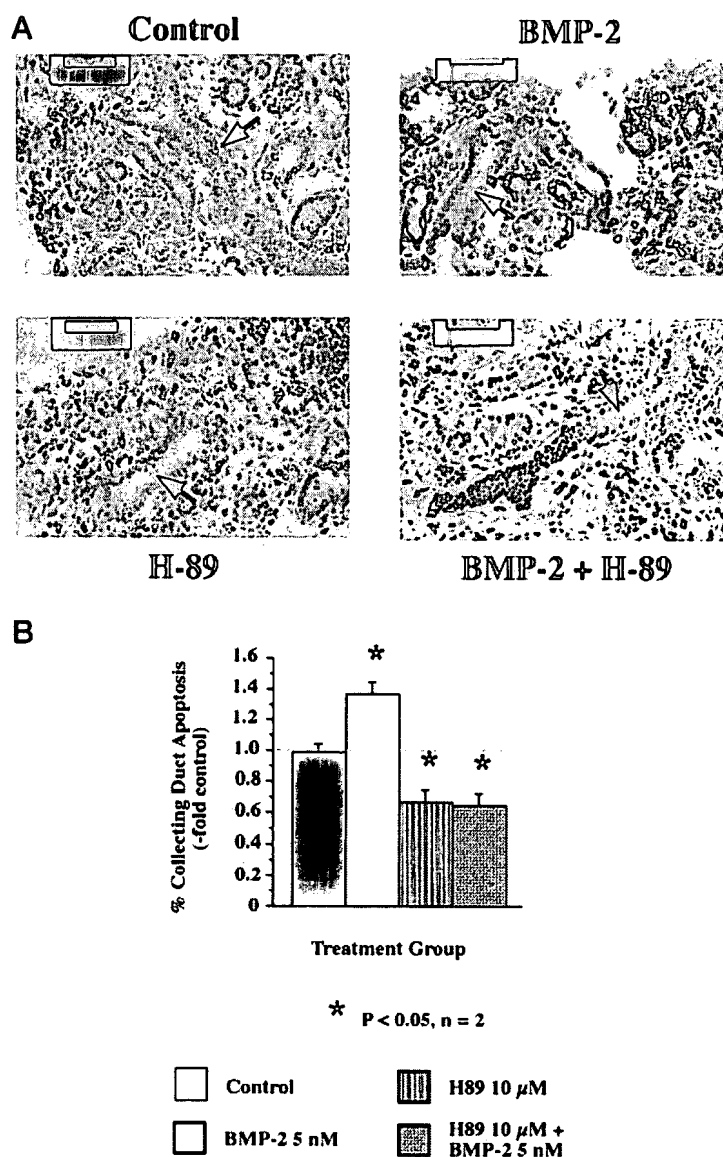 A
Control
BMP-2
H-89
BMP-2 + H-89
B
% Collecting Duct Apoptosis
(-fold control)
1.6
1.4
1.2
1.0
0.8
0.6
0.4
0.2
0
*
*
*
Treatment Group
* P < 0.05, n = 2
Control
H89 10 µM
BMP-2 5 nM
H89 10 µM +
BMP-2 5 nM